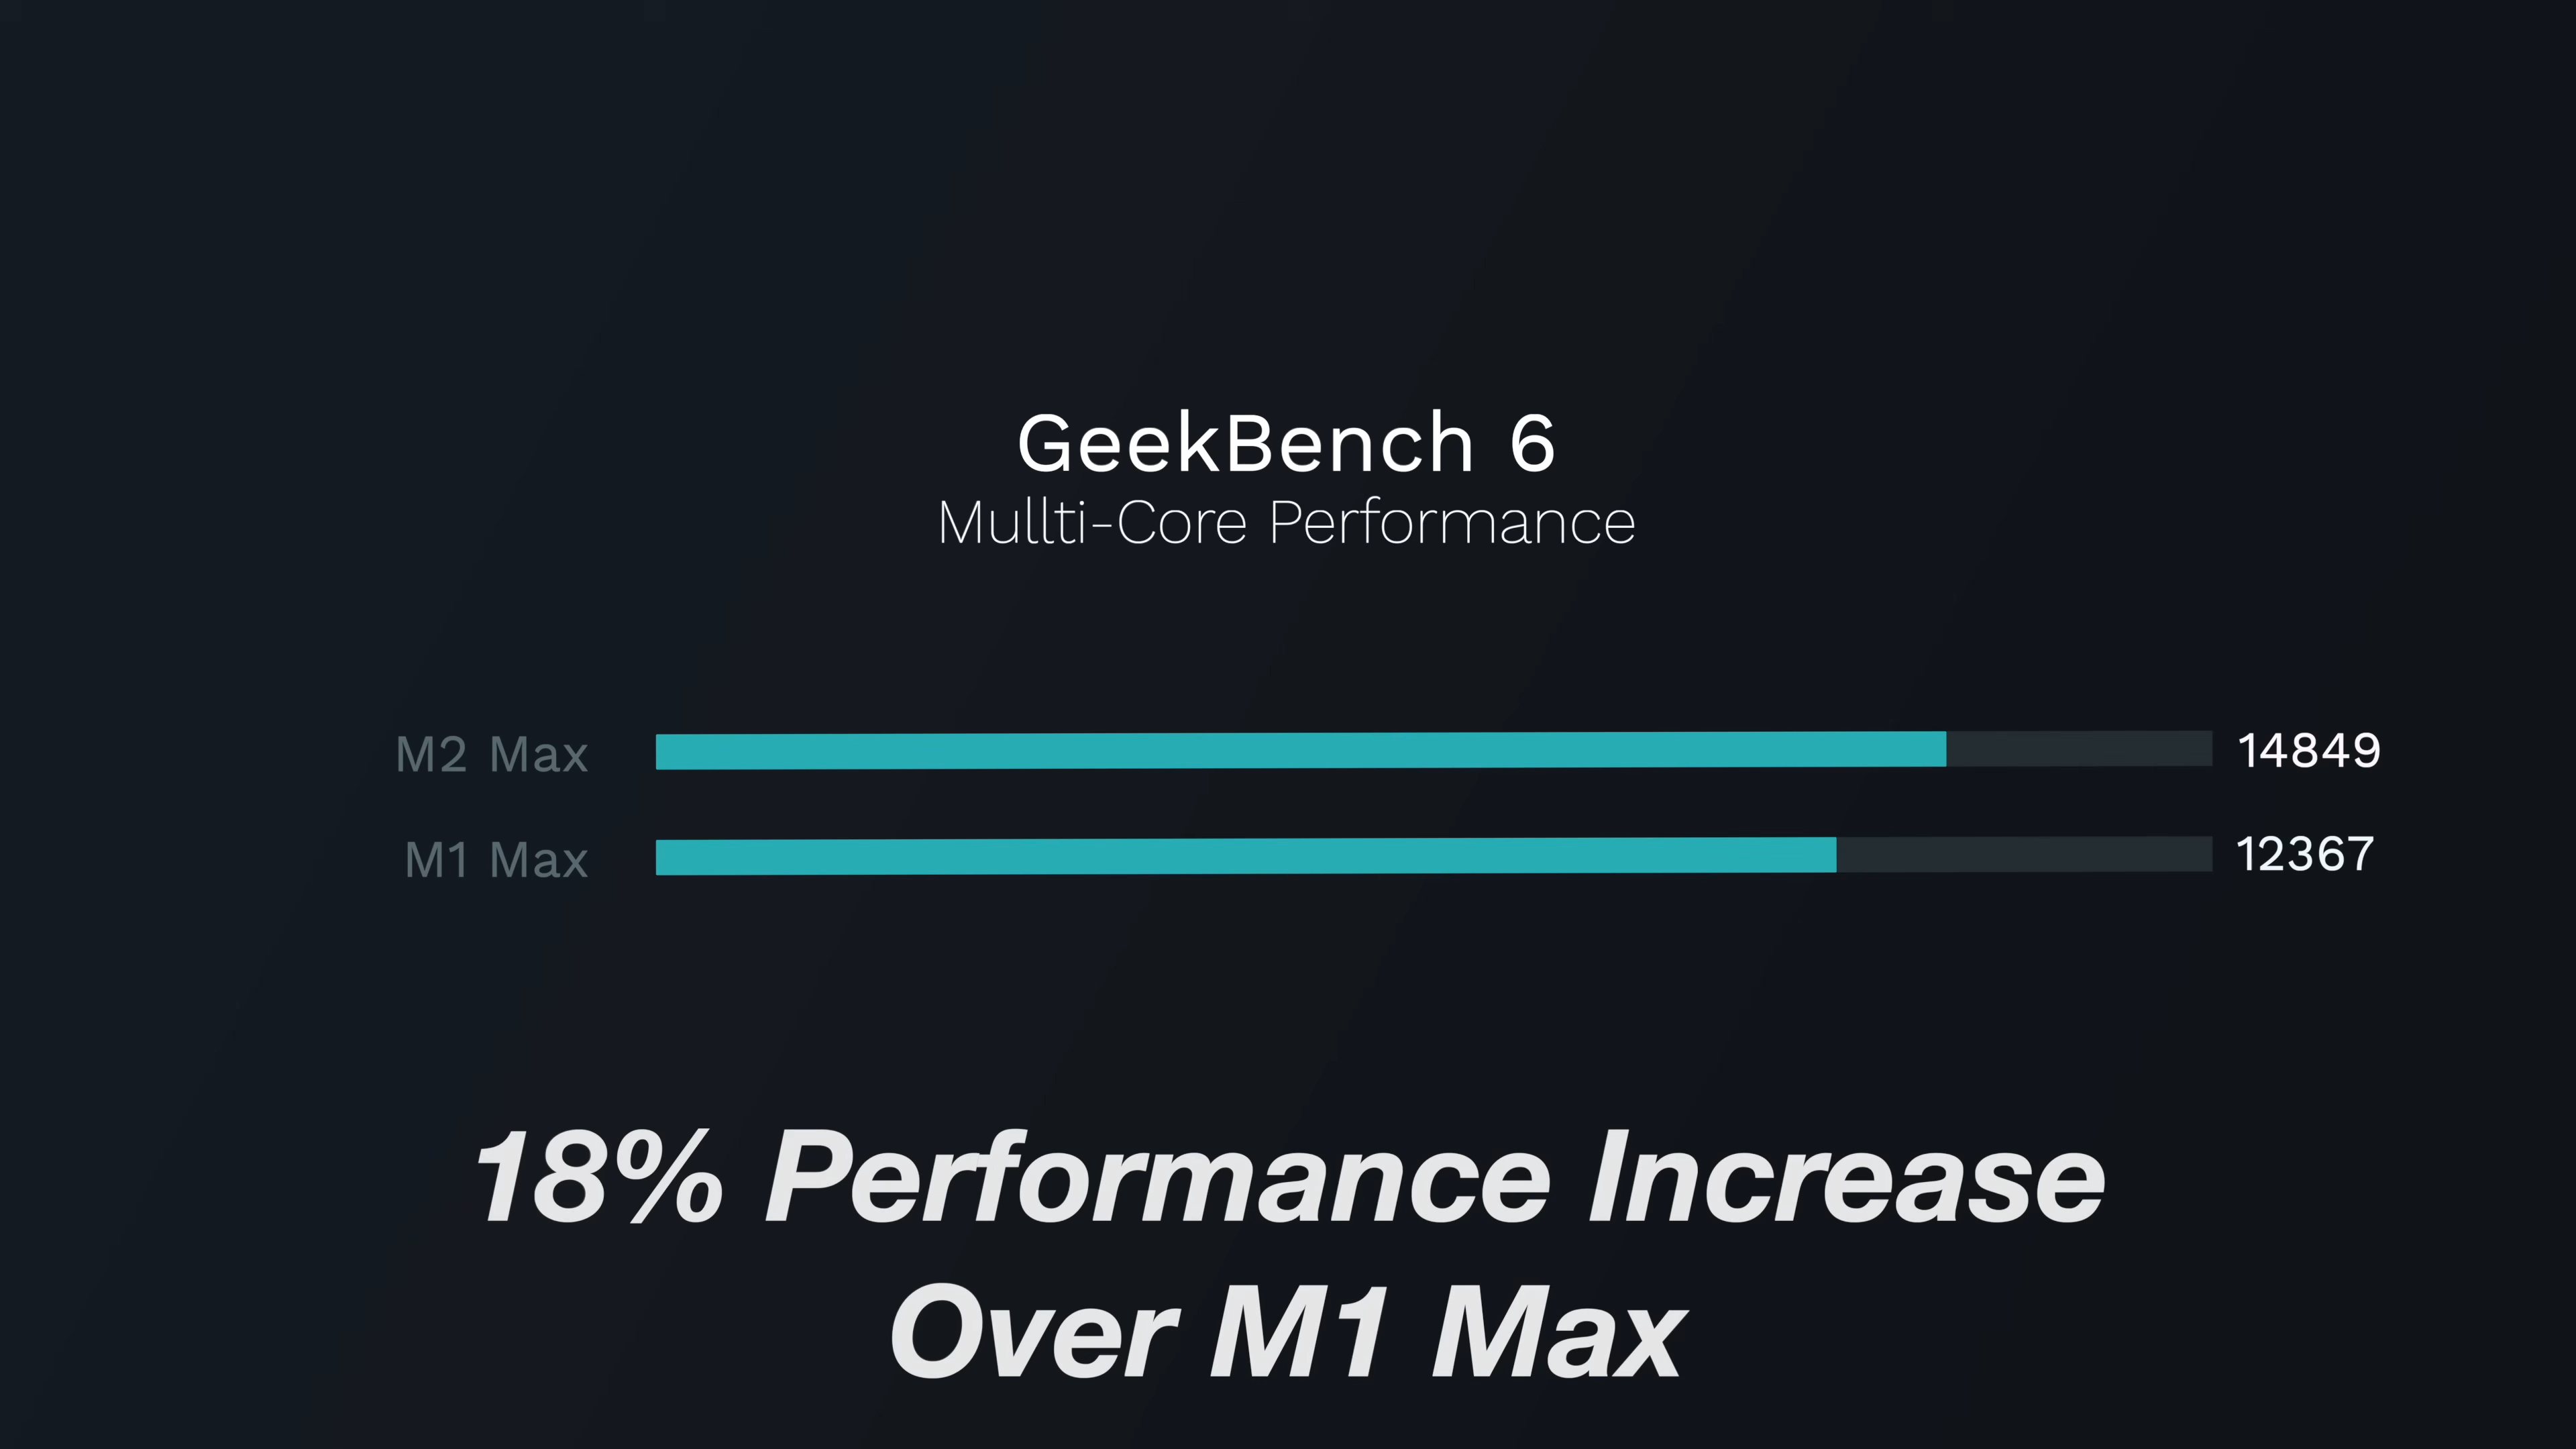 GeekBench 6
Mullti-Core Performance
M2 Max 14849
M1 Max 12367
18% Performance Increase
Over M1 Max